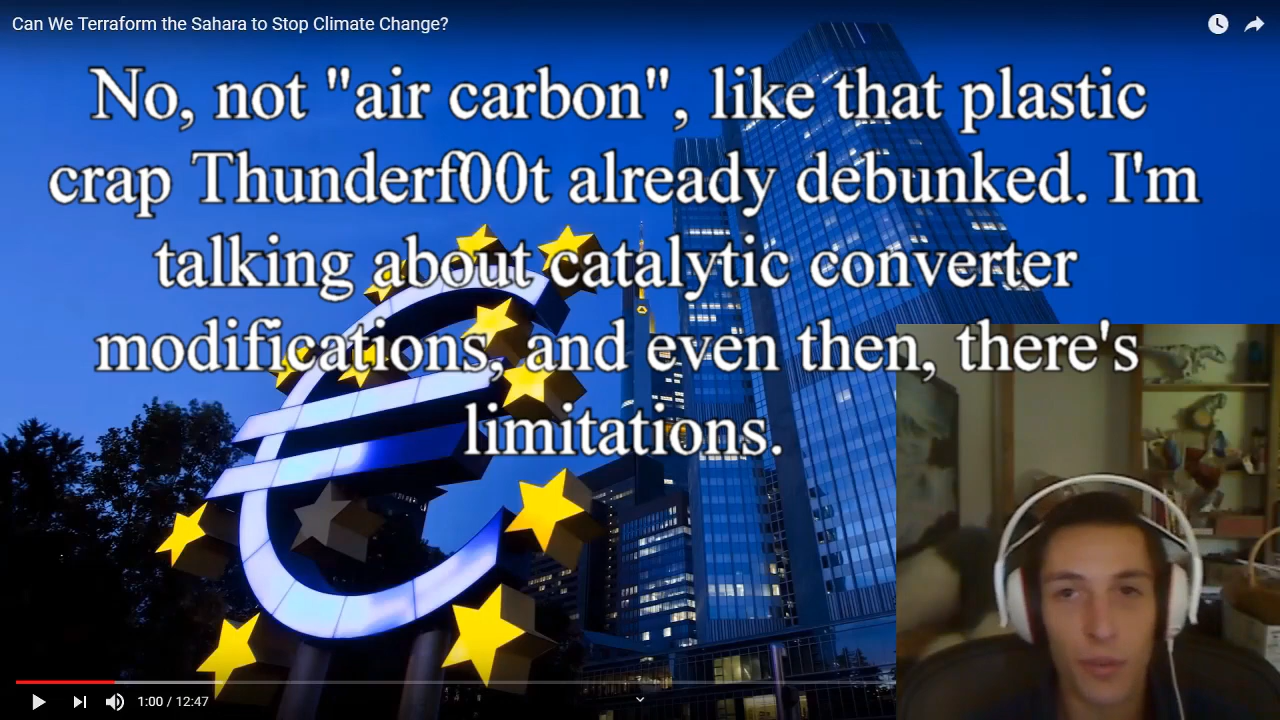 Can We Terraform the Sahara to Stop Climate Change?
No, not "air carbon", like that plastic
crap Thunderf00t already debunked. I'm
talking about catalytic converter
modifications, and even then, there's
limitations.
1:00 / 12:47